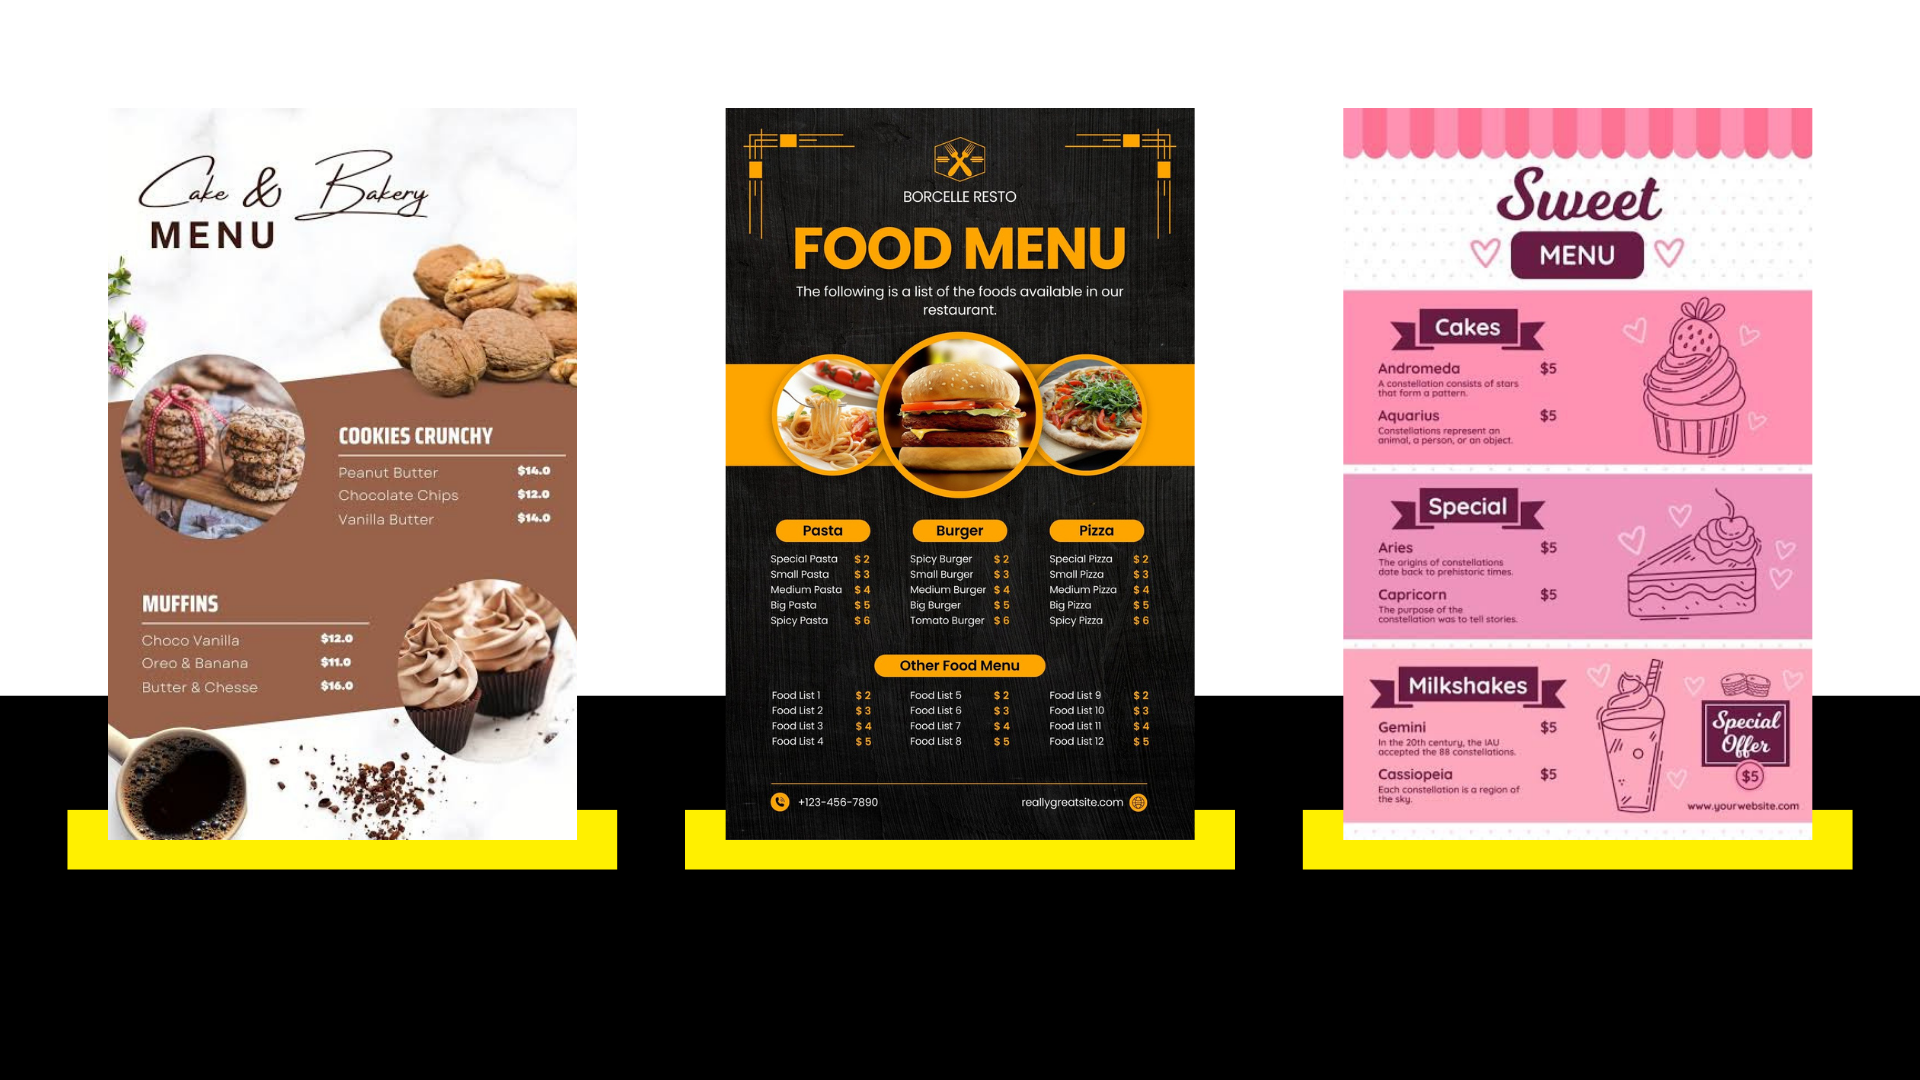 Cake & Bakery
MENU
COOKIES CRUNCHY
Peanut Butter $14.0
Chocolate Chips $12.0
Vanilla Butter $14.0
MUFFINS
Choco Vanilla $12.0
Oreo & Banana $11.0
Butter & Chesse $16.0
BORCELLE RESTO
FOOD MENU
The following is a list of the foods available in our
restaurant.
Pasta
Special Pasta $ 2
Small Pasta $ 3
Medium Pasta $ 4
Big Pasta $ 5
Spicy Pasta $ 6
Burger
Spicy Burger $ 2
Small Burger $ 3
Medium Burger $ 4
Big Burger $ 5
Tomato Burger $ 6
Pizza
Special Pizza $ 2
Small Pizza $ 3
Medium Pizza $ 4
Big Pizza $ 5
Spicy Pizza $ 6
Other Food Menu
Food List 1 $ 2
Food List 2 $ 3
Food List 3 $ 4
Food List 4 $ 5
Food List 5 $ 2
Food List 6 $ 3
Food List 7 $ 4
Food List 8 $ 5
Food List 9 $ 2
Food List 10 $ 3
Food List 11 $ 4
Food List 12 $ 5
+123-456-7890
reallygreatsite.com
Sweet
MENU
Cakes
Andromeda $5
A constellation consists of stars
that form a pattern.
Aquarius $5
Constellations represent an
animal, a person, or an object.
Special
Aries $5
The origins of constellations
date back to prehistoric times.
Capricorn $5
The purpose of the
constellation was to tell stories.
Milkshakes
Gemini $5
In the 20th century, the IAU
accepted the 88 constellations.
Cassiopeia $5
Each constellation is a region of
the sky.
Special
Offer
$5
www.yourwebsite.com